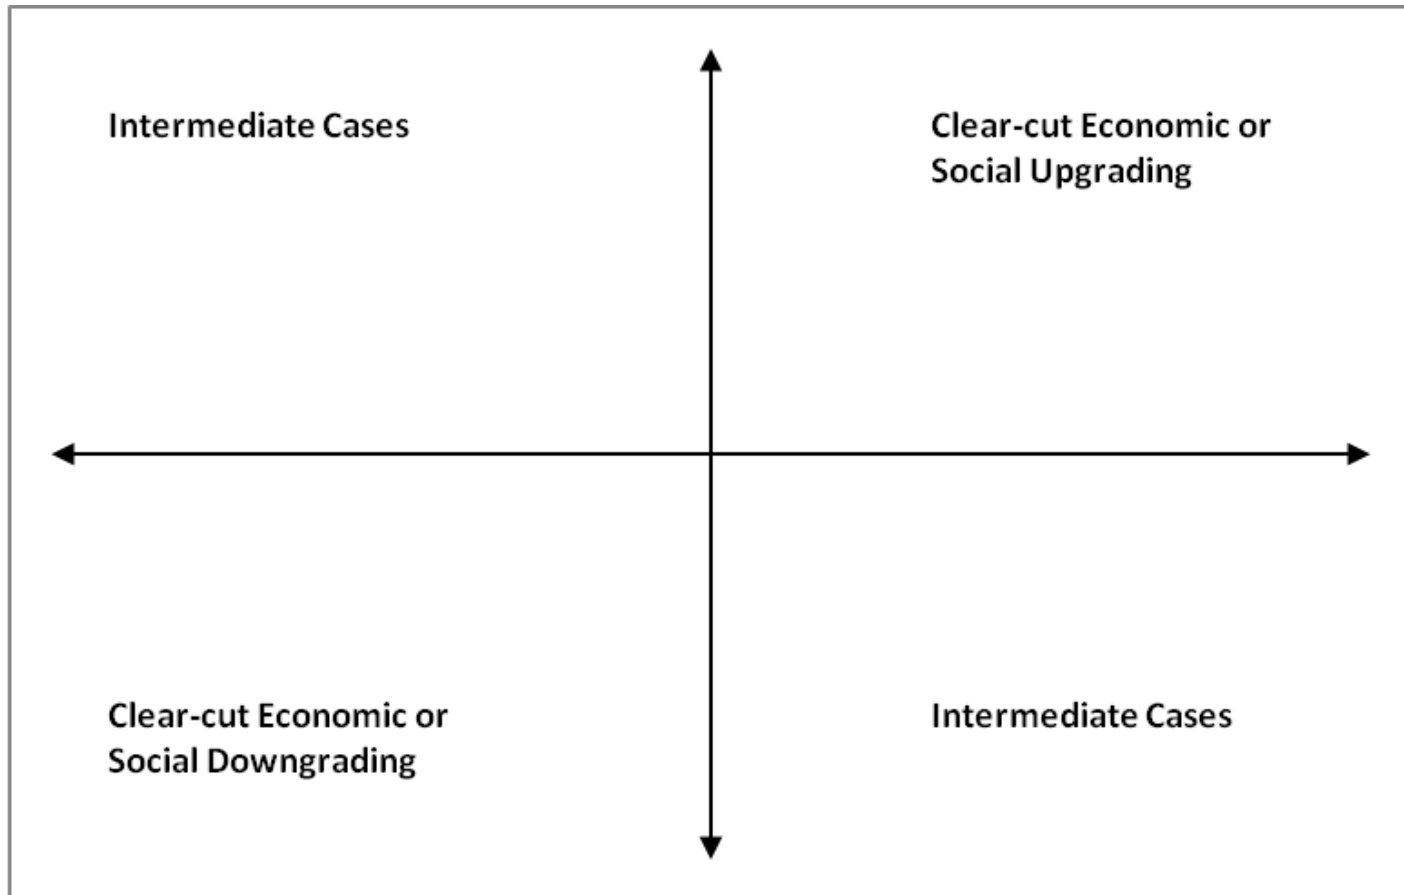 Intermediate Cases
Clear-cut Economic or
Social Upgrading
Clear-cut Economic or
Social Downgrading
Intermediate Cases